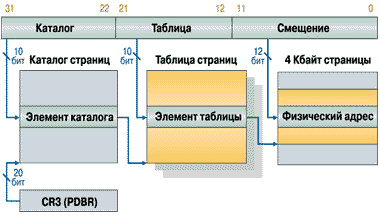 31 22 21 12 11 0
Каталог Таблица Смещение
10 бит 10 бит 12 бит
Каталог страниц Таблица страниц 4 Кбайт страницы
Элемент каталога Элемент таблицы Физический адрес
20 бит
CR3 (PDBR)